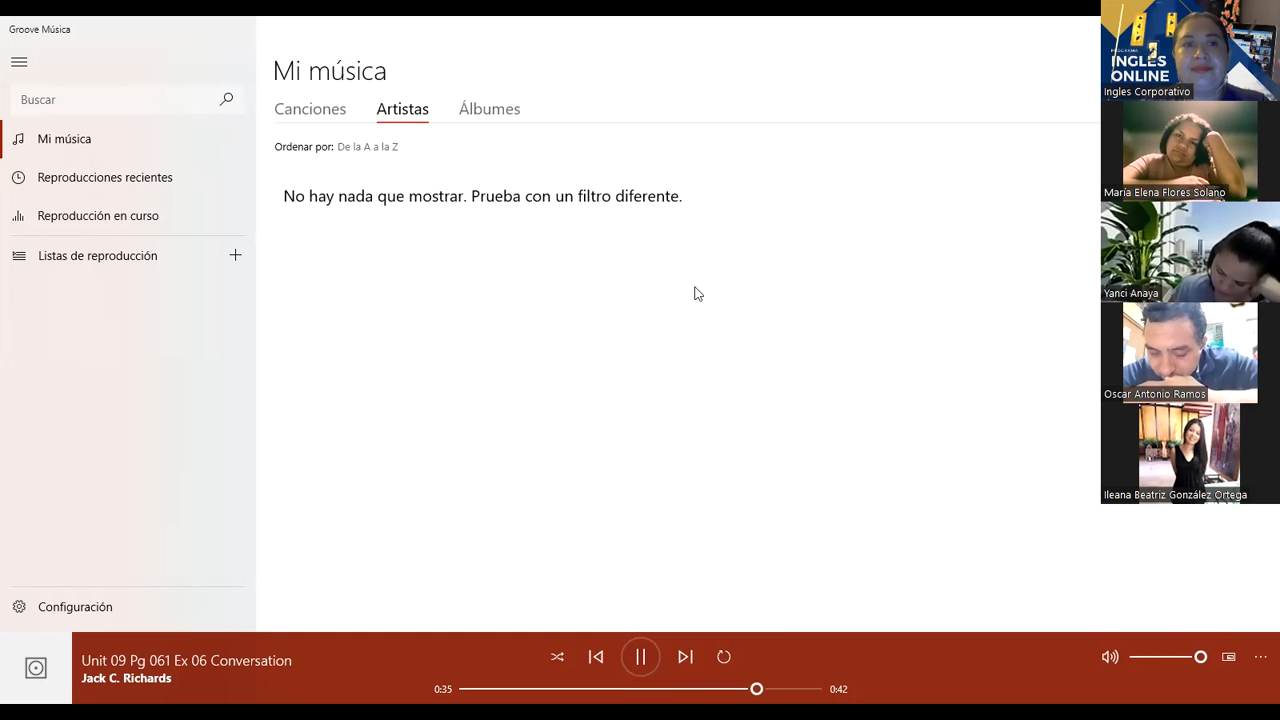 Groove Música
Buscar
Mi música
Reproducciones recientes
Reproducción en curso
Listas de reproducción
Configuración
Mi música
Canciones Artistas Álbumes
Ordenar por: De la A a la Z
No hay nada que mostrar. Prueba con un filtro diferente.
PROGRAMA
INGLES
ONLINE
Ingles Corporativo
María Elena Flores Solano
Yanci Anaya
Oscar Antonio Ramos
Ileana Beatriz González Ortega
Unit 09 Pg 061 Ex 06 Conversation
Jack C. Richards
0:35
0:42